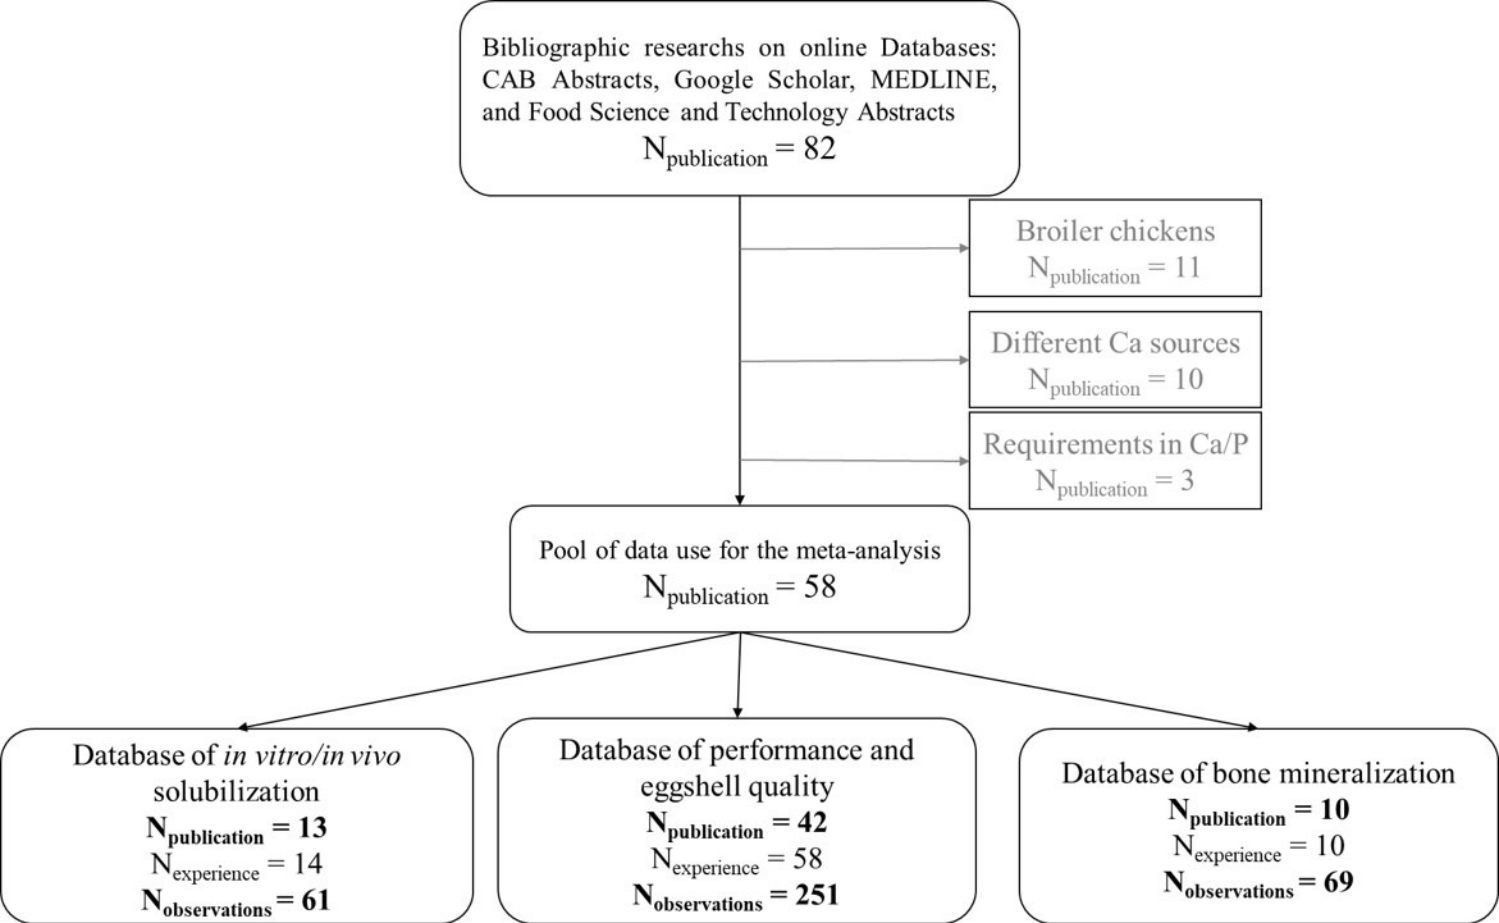 Bibliographic researchs on online Databases:
CAB Abstracts, Google Scholar, MEDLINE,
and Food Science and Technology Abstracts
Npublication = 82
Broiler chickens
Npublication = 11
Different Ca sources
Npublication = 10
Requirements in Ca/P
Npublication = 3
Pool of data use for the meta-analysis
Npublication = 58
Database of in vitro/in vivo
solubilization
Npublication = 13
Nexperience = 14
Nobservations = 61
Database of performance and
eggshell quality
Npublication = 42
Nexperience = 58
Nobservations = 251
Database of bone mineralization
Npublication = 10
Nexperience = 10
Nobservations = 69